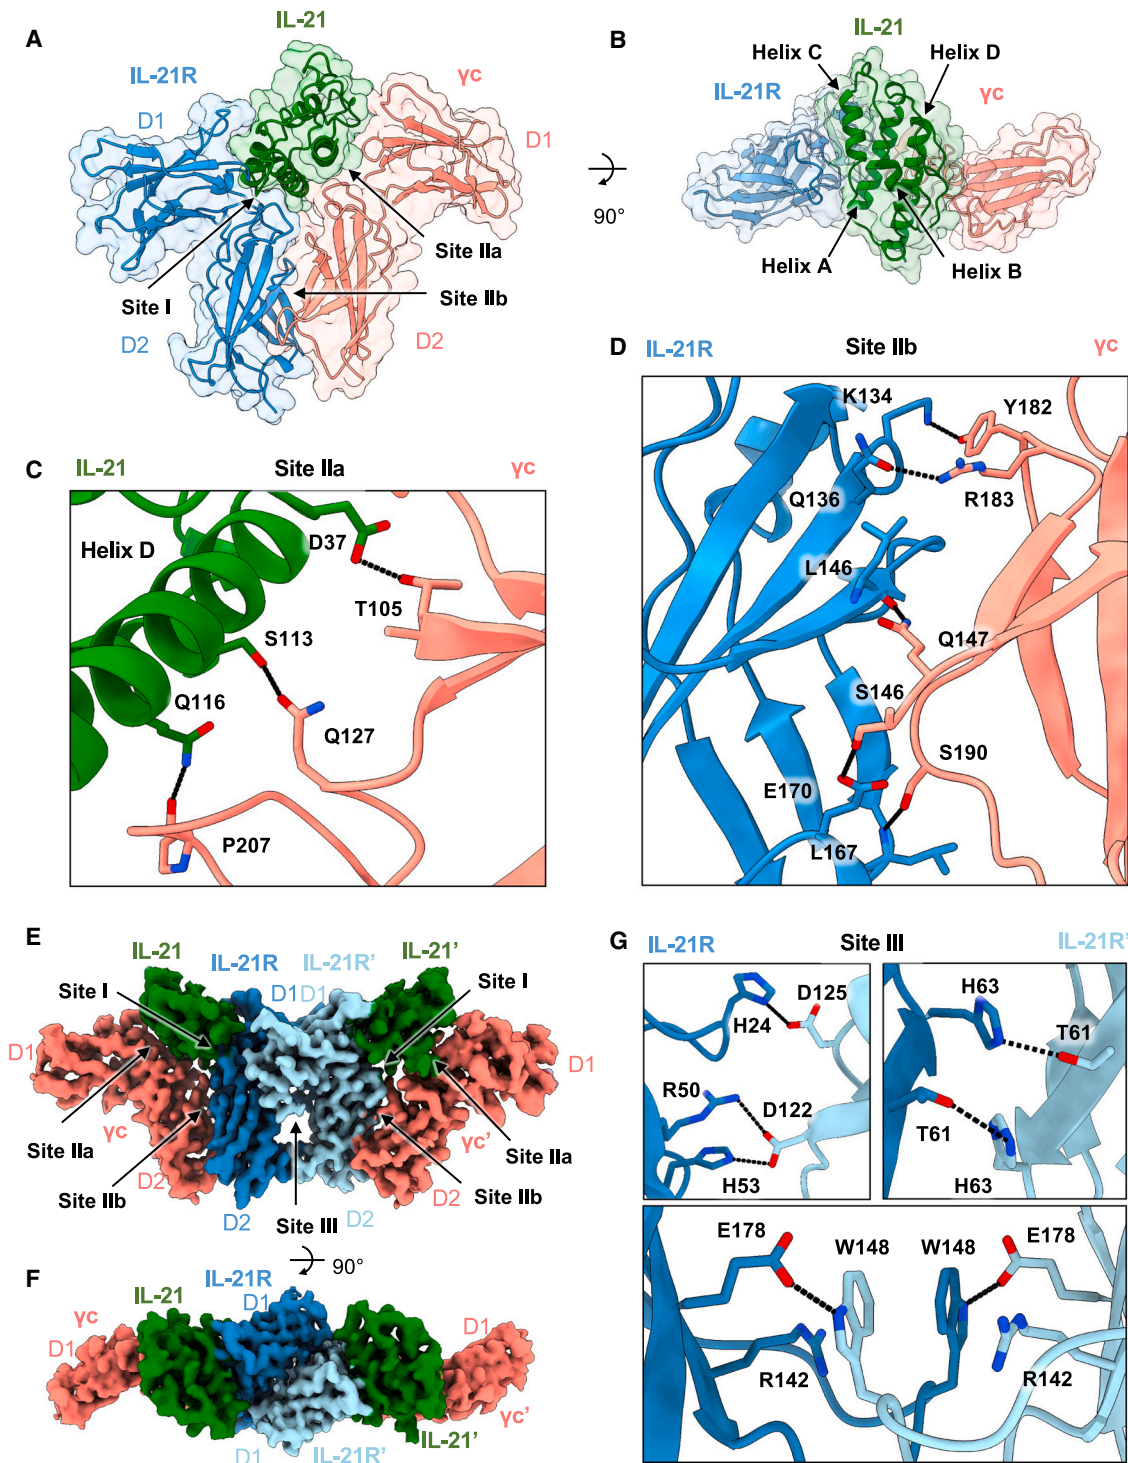 A
IL-21
IL-21R
γc
D1
D1
Site IIa
Site I
Site IIb
D2
D2
90°
B
IL-21
Helix C
Helix D
IL-21R
γc
Helix A
Helix B
C
IL-21
Site IIa
γc
Helix D
D37
T105
S113
Q116
Q127
P207
D
IL-21R
Site IIb
γc
K134
Y182
Q136
R183
L146
Q147
S146
S190
E170
L167
E
IL-21
IL-21R
IL-21R’
IL-21’
D1
D1
Site I
Site I
D1
D1
Site IIa
γc
γc’
Site IIa
Site IIb
D2
D2
Site IIb
D2
Site III
D2
90°
F
IL-21R
IL-21
D1
γc
D1
D1
γc’
D1
IL-21R’
IL-21’
G
IL-21R
Site III
IL-21R’
D125
H24
R50
D122
H53
H63
T61
T61
H63
E178
W148
W148
E178
R142
R142